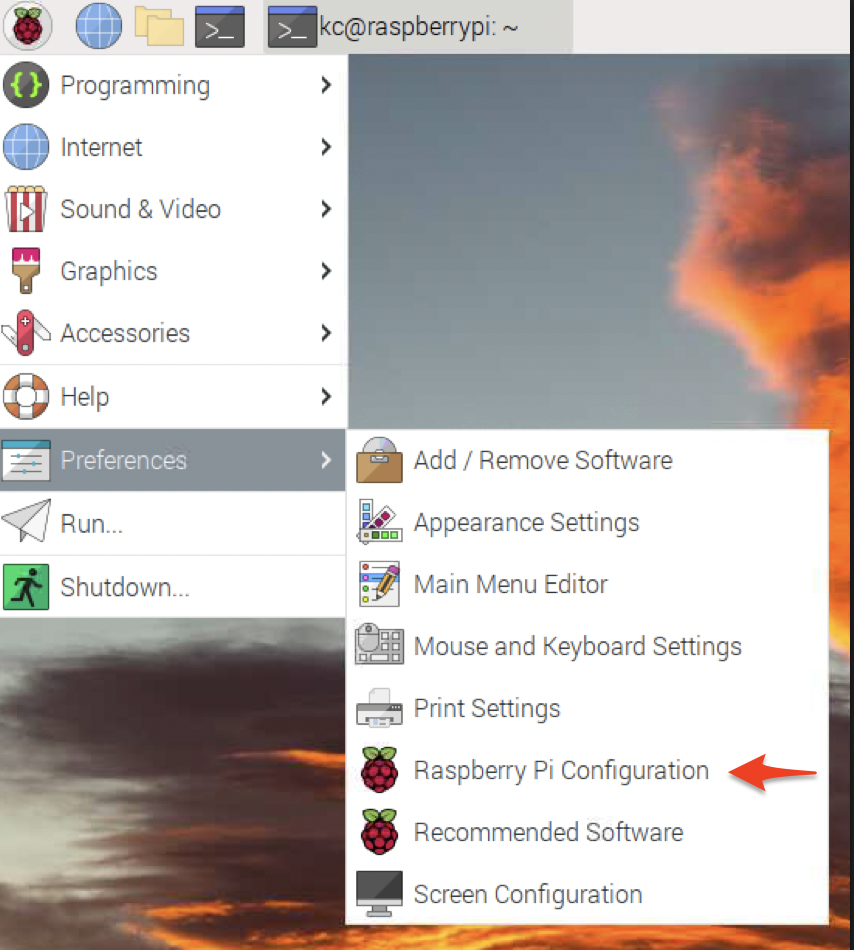 kc@raspberrypi: ~
Programming
Internet
Sound & Video
Graphics
Accessories
Help
Preferences
Run...
Shutdown...
Add / Remove Software
Appearance Settings
Main Menu Editor
Mouse and Keyboard Settings
Print Settings
Raspberry Pi Configuration
Recommended Software
Screen Configuration